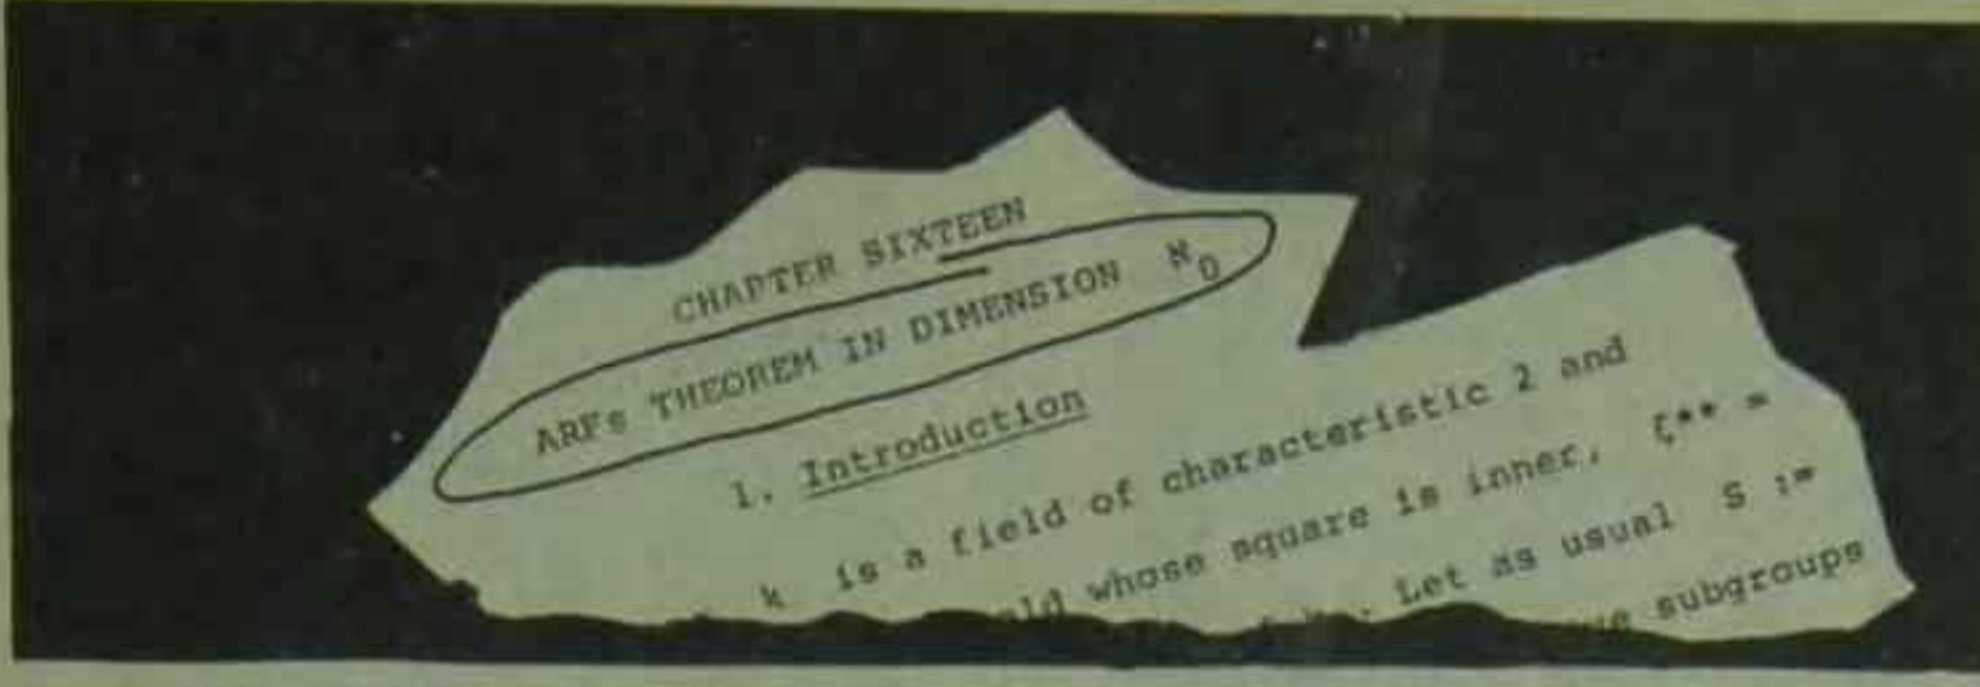 CHAPTER SIXTEEN
ARFs THEOREM IN DIMENSION ℵ0
1. Introduction
k is a field of characteristic 2 and
whose square is inner, ζ** =
. Let as usual S :=
subgroups